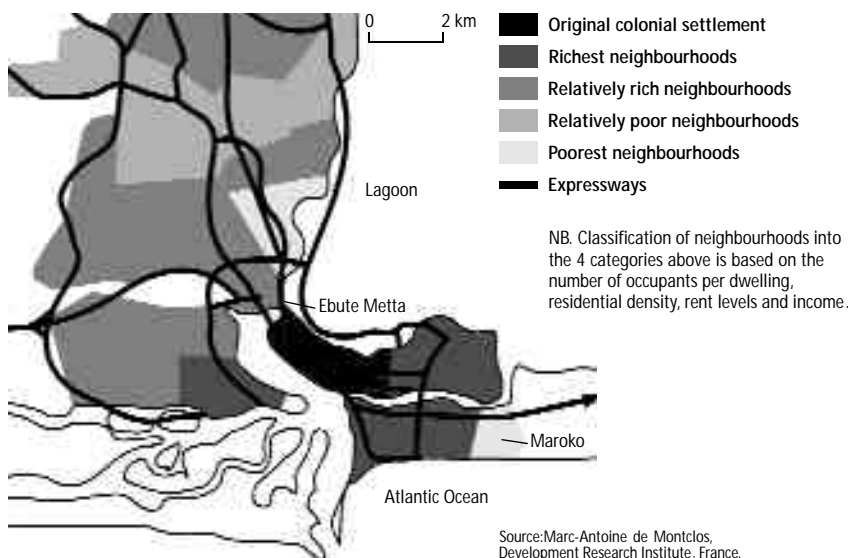 0 2 km
Original colonial settlement
Richest neighbourhoods
Relatively rich neighbourhoods
Relatively poor neighbourhoods
Poorest neighbourhoods
Expressways
Lagoon
NB. Classification of neighbourhoods into
the 4 categories above is based on the
number of occupants per dwelling,
residential density, rent levels and income.
Ebute Metta
Maroko
Atlantic Ocean
Source:Marc-Antoine de Montclos,
Development Research Institute, France.